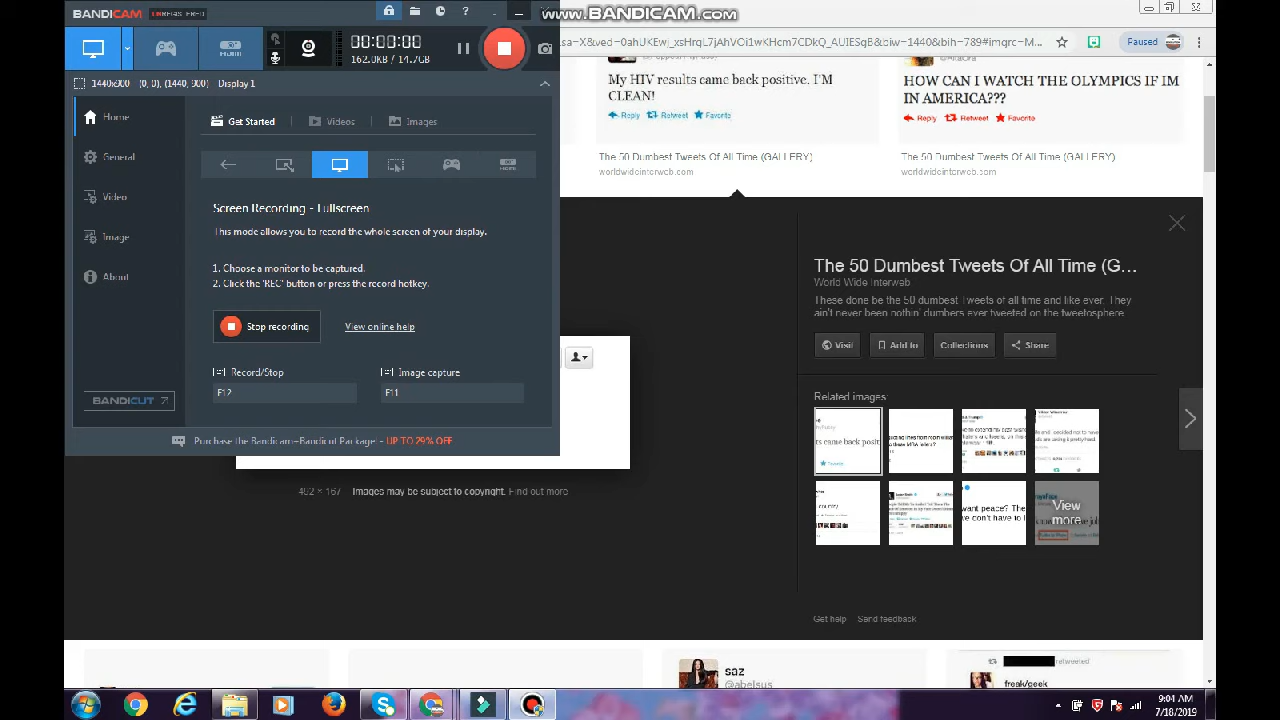 www.BANDICAM.com
BANDICAM UNREGISTERED
00:00:00
162.0KB / 14.7GB
HDMI
1440x900 (0, 0), (1440, 900) Display 1
Home
General
Video
Image
About
BANDICUT
Get Started Videos Images
HDMI
Screen Recording - Fullscreen
This mode allows you to record the whole screen of your display.
1. Choose a monitor to be captured.
2. Click the 'REC' button or press the record hotkey.
Stop recording View online help
Record/Stop Image capture
F12 F11
Purchase the Bandicam+Bandicut Package: - UP TO 29% OFF
Paused
My HIV results came back positive. I'M
CLEAN!
Reply Retweet Favorite
HOW CAN I WATCH THE OLYMPICS IF IM
IN AMERICA???
Reply Retweet Favorite
The 50 Dumbest Tweets Of All Time (GALLERY)
worldwideinterweb.com
The 50 Dumbest Tweets Of All Time (GALLERY)
worldwideinterweb.com
The 50 Dumbest Tweets Of All Time (G...
World Wide Interweb
These done be the 50 dumbest Tweets of all time and like ever. They
ain't never been nothin' dumbers ever tweeted on the tweetosphere
Visit Add to Collections Share
Related images:
View
more
Get help Send feedback
492 × 167 Images may be subject to copyright. Find out more
saz
@abelsus
retweeted
freak/geek
9:04 AM
7/18/2019